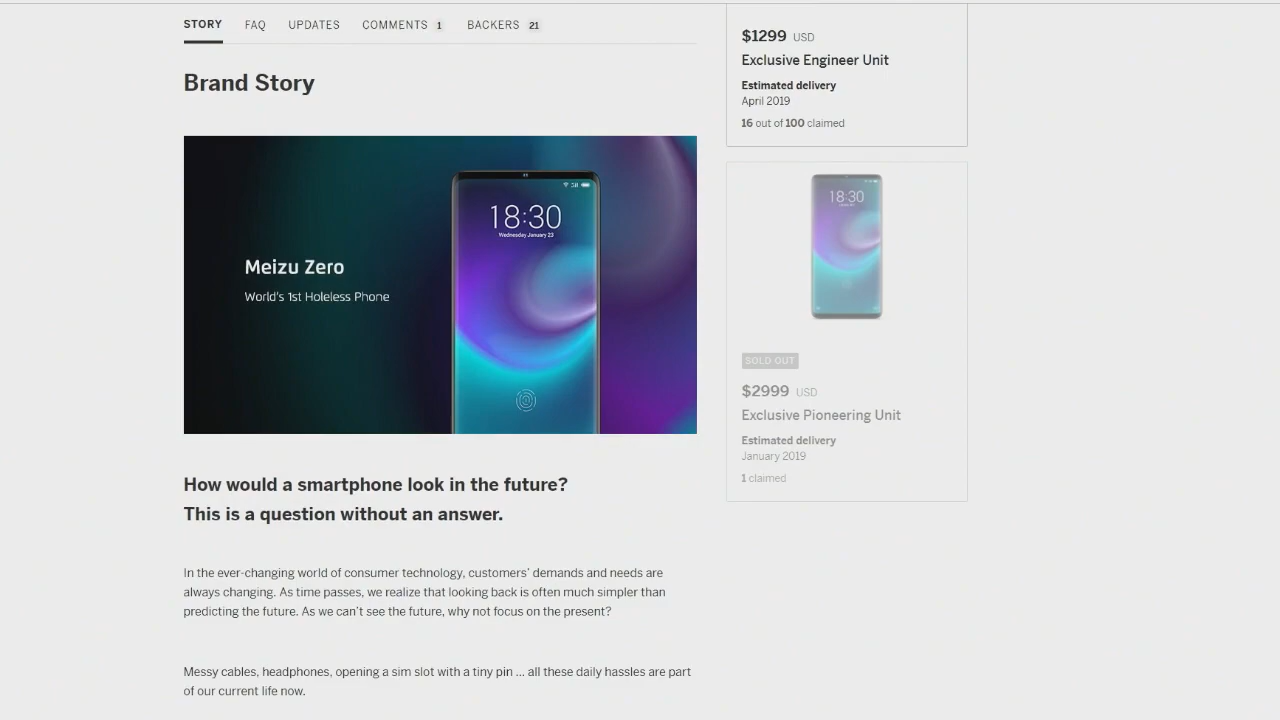 STORY FAQ UPDATES COMMENTS 1 BACKERS 21
Brand Story
18:30
Wednesday January 23
Meizu Zero
World's 1st Holeless Phone
How would a smartphone look in the future?
This is a question without an answer.
In the ever-changing world of consumer technology, customers' demands and needs are
always changing. As time passes, we realize that looking back is often much simpler than
predicting the future. As we can't see the future, why not focus on the present?
Messy cables, headphones, opening a sim slot with a tiny pin ... all these daily hassles are part
of our current life now.
$1299 USD
Exclusive Engineer Unit
Estimated delivery
April 2019
16 out of 100 claimed
18:30
SOLD OUT
$2999 USD
Exclusive Pioneering Unit
Estimated delivery
January 2019
1 claimed